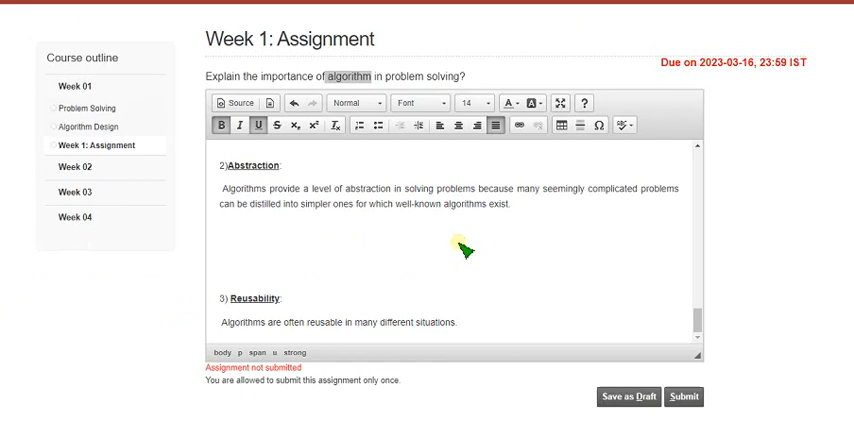 Week 1: Assignment
Course outline
Due on 2023-03-16, 23:59 IST
Explain the importance of algorithm in problem solving?
Week 01
Source
Normal
Font
14
A
A
?
Problem Solving
Algorithm Design
B I U S x₂ x² Tx
Ω
Week 1: Assignment
Week 02
2)Abstraction:
Week 03
Algorithms provide a level of abstraction in solving problems because many seemingly complicated problems
can be distilled into simpler ones for which well-known algorithms exist.
Week 04
3) Reusability:
Algorithms are often reusable in many different situations.
body p span u strong
Assignment not submitted
You are allowed to submit this assignment only once.
Save as Draft
Submit